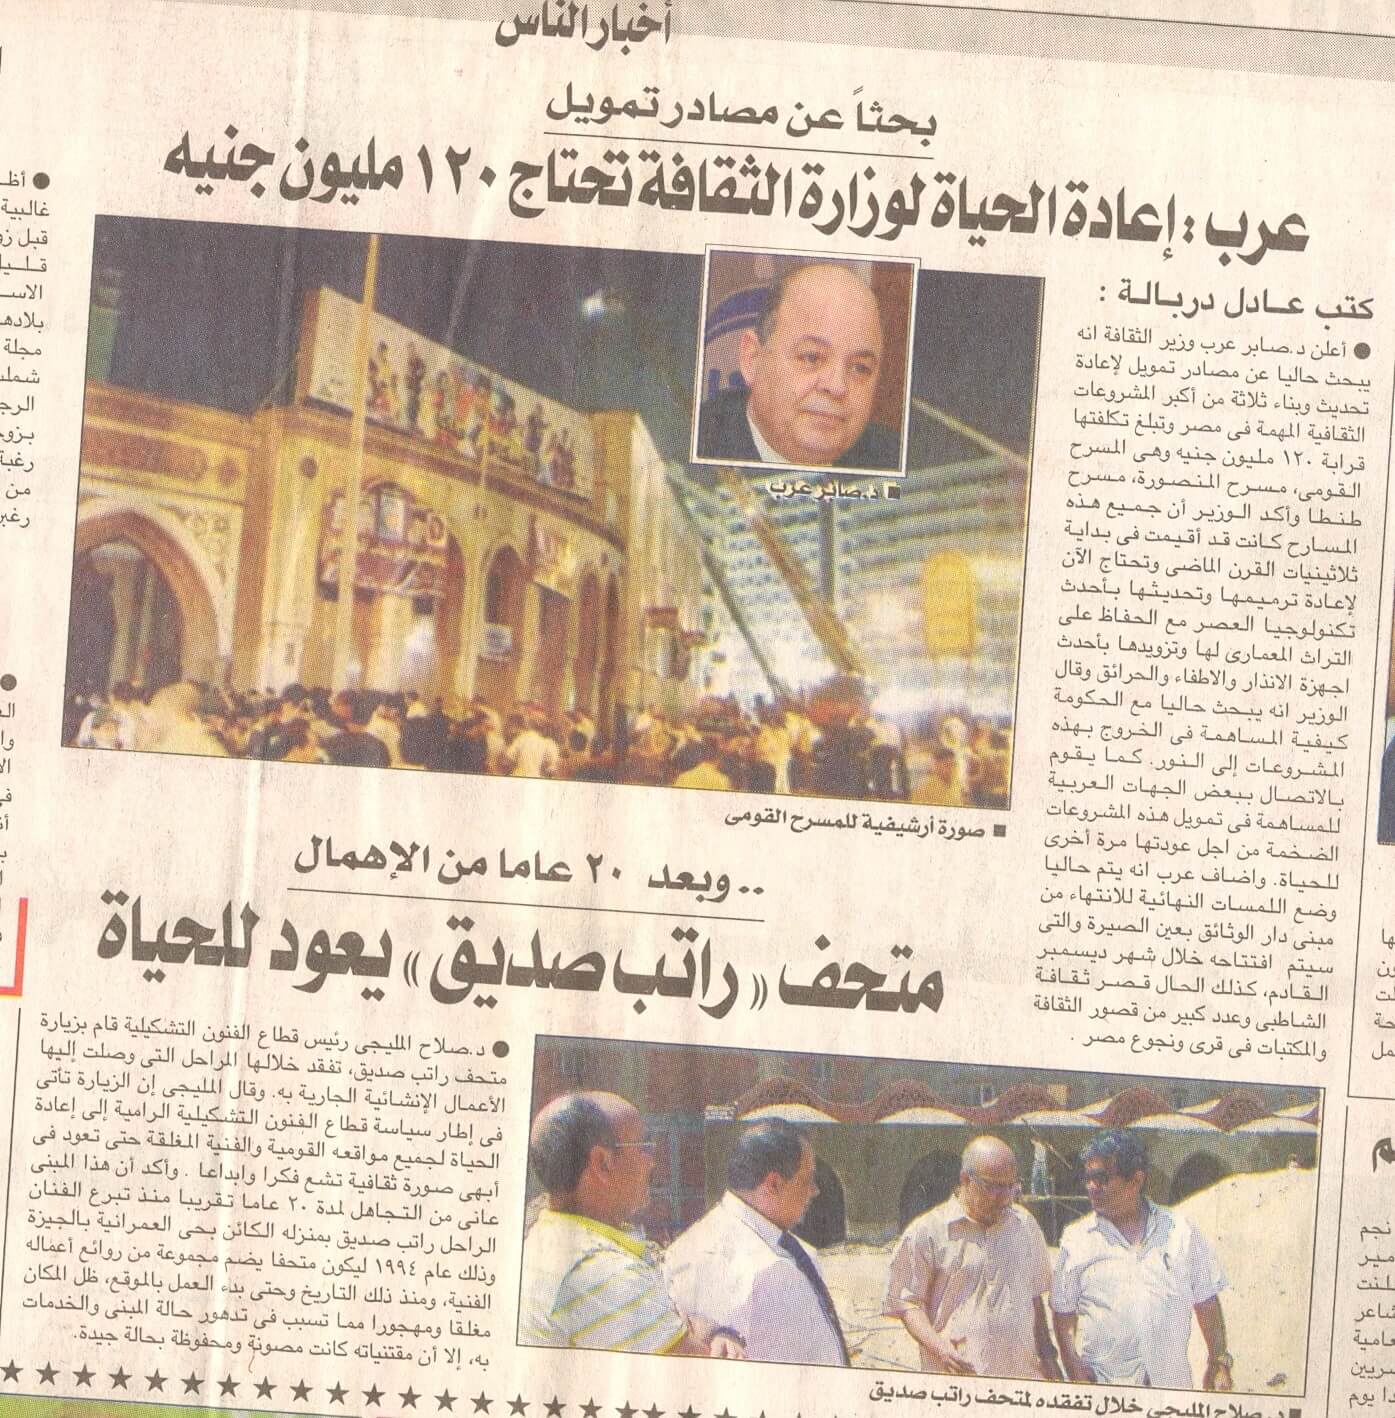 أخبار الناس
بحثاً عن مصادر تمويل
عرب : إعادة الحياة لوزارة الثقافة تحتاج ١٢٠ مليون جنيه
كتب عادل دربالة :
● أعلن د.صابر عرب وزير الثقافة انه
يبحث حاليا عن مصادر تمويل لإعادة
تحديث وبناء ثلاثة من أكبر المشروعات
الثقافية المهمة فى مصر وتبلغ تكلفتها
قرابة ١٢٠ مليون جنيه وهى المسرح
القومى، مسرح المنصورة، مسرح
طنطا وأكد الوزير أن جميع هذه
المسارح كانت قد أقيمت فى بداية
ثلاثينيات القرن الماضى وتحتاج الآن
لإعادة ترميمها وتحديثها بأحدث
تكنولوجيا العصر مع الحفاظ على
التراث المعمارى لها وتزويدها بأحدث
اجهزة الانذار والاطفاء والحرائق وقال
الوزير انه يبحث حاليا مع الحكومة
كيفية المساهمة فى الخروج بهذه
المشروعات إلى النور. كما يقوم
بالاتصال ببعض الجهات العربية
للمساهمة فى تمويل هذه المشروعات
الضخمة من اجل عودتها مرة أخرى
للحياة. واضاف عرب انه يتم حاليا
وضع اللمسات النهائية للانتهاء من
مبنى دار الوثائق بعين الصيرة والتى
سيتم افتتاحه خلال شهر ديسمبر
القادم، كذلك الحال قصر ثقافة
الشاطبى وعدد كبير من قصور الثقافة
والمكتبات فى قرى ونجوع مصر .
■ د.صابر عرب
■ صورة أرشيفية للمسرح القومى
.. وبعد ٢٠ عاما من الإهمال
متحف « راتب صديق » يعود للحياة
● د.صلاح المليجى رئيس قطاع الفنون التشكيلية قام بزيارة
متحف راتب صديق، تفقد خلالها المراحل التى وصلت إليها
الأعمال الإنشائية الجارية به. وقال المليجى إن الزيارة تأتى
فى إطار سياسة قطاع الفنون التشكيلية الرامية إلى إعادة
الحياة لجميع مواقعه القومية والفنية المغلقة حتى تعود فى
أبهى صورة ثقافية تشع فكرا وابداعا . وأكد أن هذا المبنى
عانى من التجاهل لمدة ٢٠ عاما تقريبا منذ تبرع الفنان
الراحل راتب صديق بمنزله الكائن بحى العمرانية بالجيزة
وذلك عام ١٩٩٤ ليكون متحفا يضم مجموعة من روائع أعماله
الفنية، ومنذ ذلك التاريخ وحتى بدء العمل بالموقع، ظل المكان
مغلقا ومهجورا مما تسبب فى تدهور حالة المبنى والخدمات
به، إلا أن مقتنياته كانت مصونة ومحفوظة بحالة جيدة.
■ د.صلاح المليجى خلال تفقده لمتحف راتب صديق
غالبية
بلادها
مجلة
من